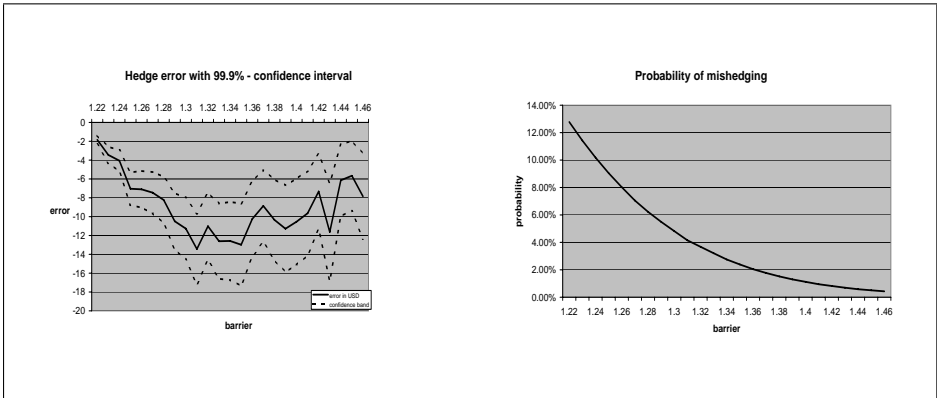 Hedge error with 99.9% - confidence interval
1.22 1.24 1.26 1.28 1.3 1.32 1.34 1.36 1.38 1.4 1.42 1.44 1.46
0
-2
-4
-6
-8
-10
-12
-14
-16
-18
-20
error
error in USD
confidence band
barrier
Probability of mishedging
14.00%
12.00%
10.00%
8.00%
6.00%
4.00%
2.00%
0.00%
probability
1.22 1.24 1.26 1.28 1.3 1.32 1.34 1.36 1.38 1.4 1.42 1.44 1.46
barrier